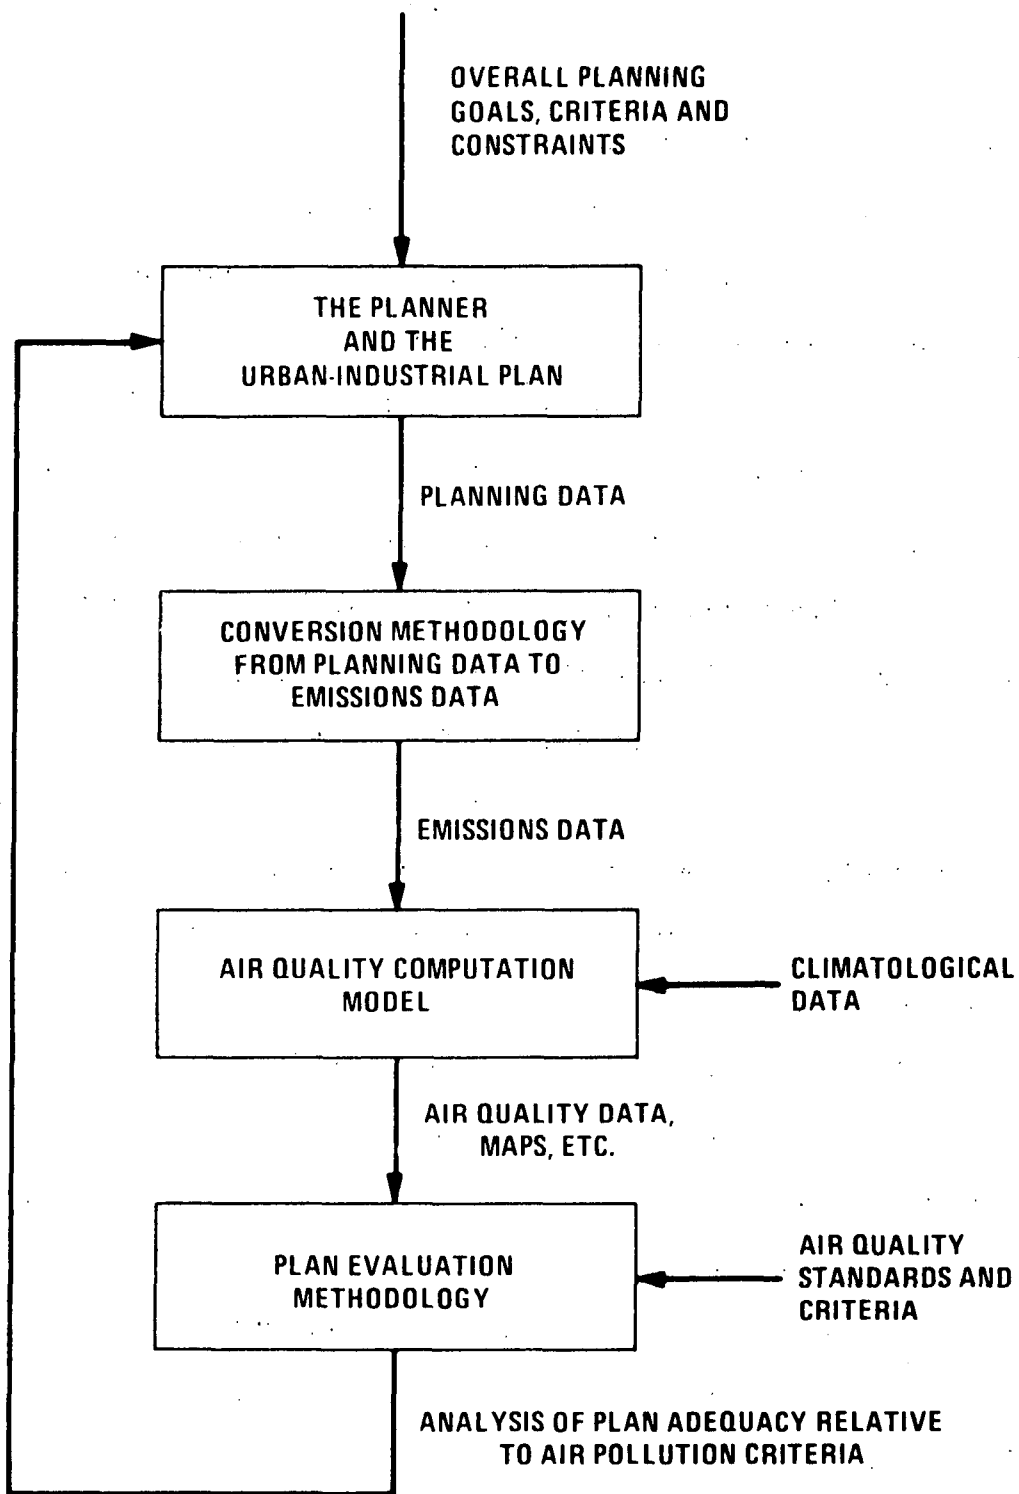 OVERALL PLANNING
GOALS, CRITERIA AND
CONSTRAINTS
THE PLANNER
AND THE
URBAN-INDUSTRIAL PLAN
PLANNING DATA
CONVERSION METHODOLOGY
FROM PLANNING DATA TO
EMISSIONS DATA
EMISSIONS DATA
AIR QUALITY COMPUTATION
MODEL
CLIMATOLOGICAL
DATA
AIR QUALITY DATA,
MAPS, ETC.
PLAN EVALUATION
METHODOLOGY
AIR QUALITY
STANDARDS AND
CRITERIA
ANALYSIS OF PLAN ADEQUACY RELATIVE
TO AIR POLLUTION CRITERIA